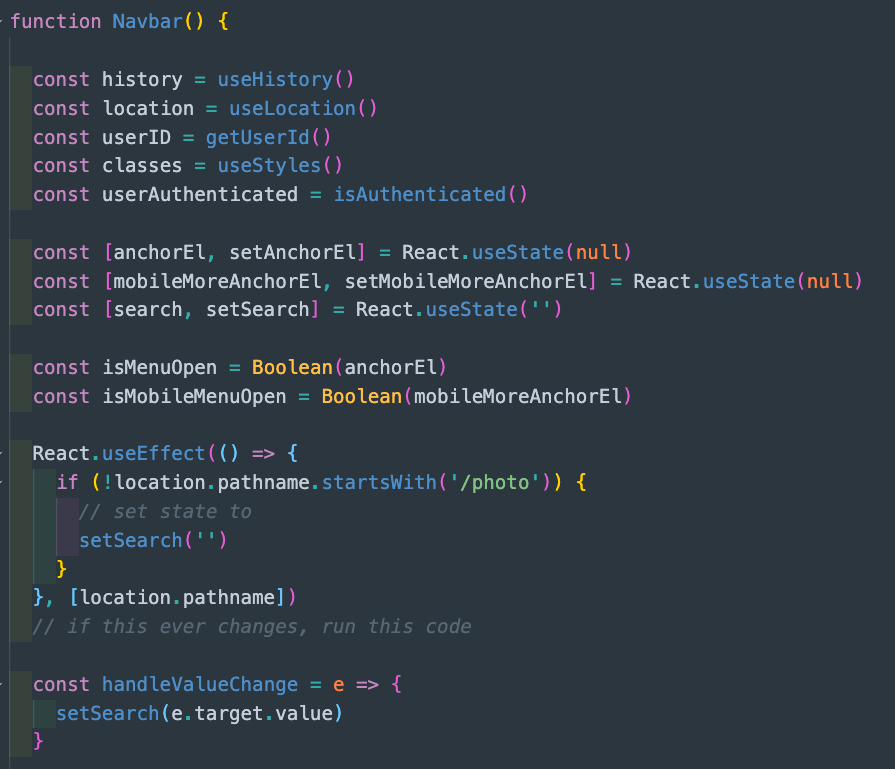 function Navbar() {
const history = useHistory()
const location = useLocation()
const userID = getUserId()
const classes = useStyles()
const userAuthenticated = isAuthenticated()
const [anchorEl, setAnchorEl] = React.useState(null)
const [mobileMoreAnchorEl, setMobileMoreAnchorEl] = React.useState(null)
const [search, setSearch] = React.useState('')
const isMenuOpen = Boolean(anchorEl)
const isMobileMenuOpen = Boolean(mobileMoreAnchorEl)
React.useEffect(() => {
if (!location.pathname.startsWith('/photo')) {
// set state to
setSearch('')
}
}, [location.pathname])
// if this ever changes, run this code
const handleValueChange = e => {
setSearch(e.target.value)
}